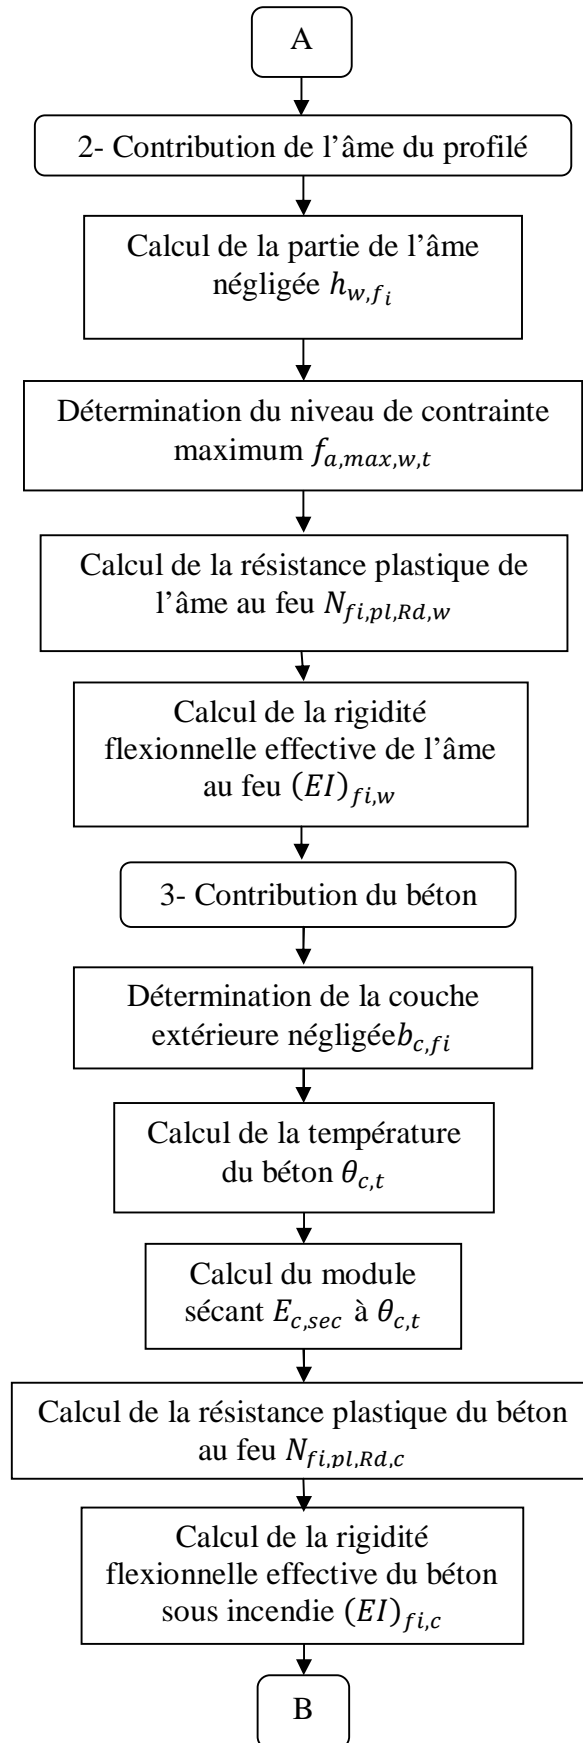 A
2- Contribution de l’âme du profilé
Calcul de la partie de l’âme
négligée $h_{w,f_i}$
Détermination du niveau de contrainte
maximum $f_{a,max,w,t}$
Calcul de la résistance plastique de
l’âme au feu $N_{fi,pl,Rd,w}$
Calcul de la rigidité
flexionnelle effective de l’âme
au feu $(EI)_{fi,w}$
3- Contribution du béton
Détermination de la couche
extérieure négligée$b_{c,fi}$
Calcul de la température
du béton $\theta_{c,t}$
Calcul du module
sécant $E_{c,sec}$ à $\theta_{c,t}$
Calcul de la résistance plastique du béton
au feu $N_{fi,pl,Rd,c}$
Calcul de la rigidité
flexionnelle effective du béton
sous incendie $(EI)_{fi,c}$
B